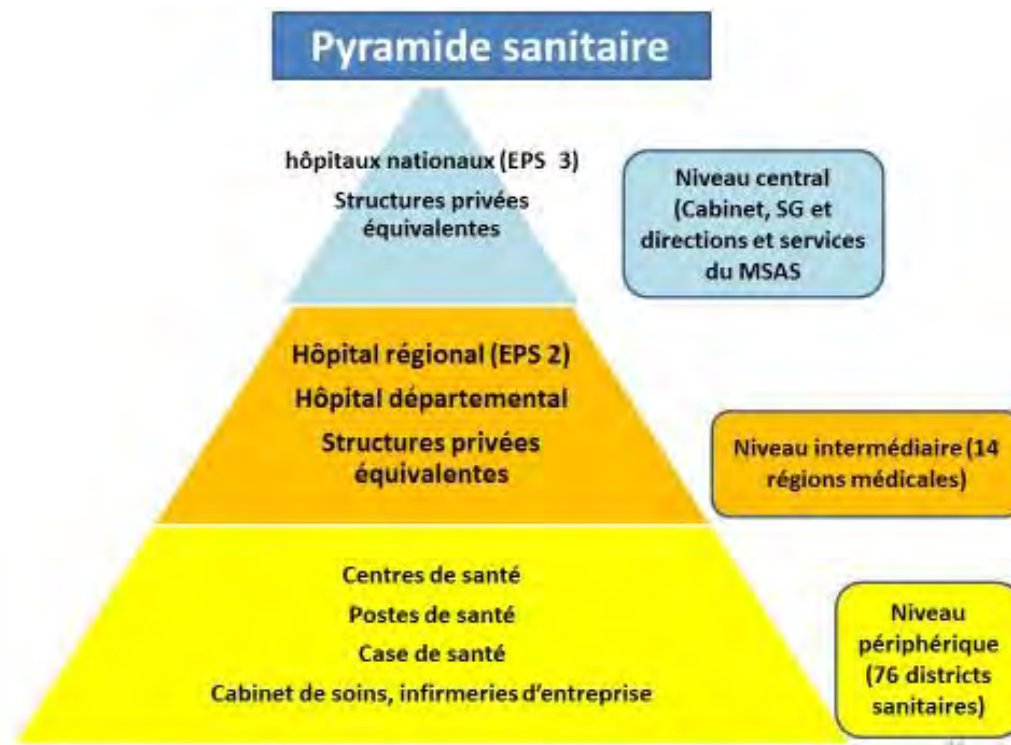 Pyramide sanitaire
hôpitaux nationaux (EPS 3)
Structures privées
équivalentes
Niveau central
(Cabinet, SG et
directions et services
du MSAS
Hôpital régional (EPS 2)
Hôpital départemental
Structures privées
équivalentes
Niveau intermédiaire (14
régions médicales)
Centres de santé
Postes de santé
Case de santé
Cabinet de soins, infirmeries d'entreprise
Niveau
périphérique
(76 districts
sanitaires)